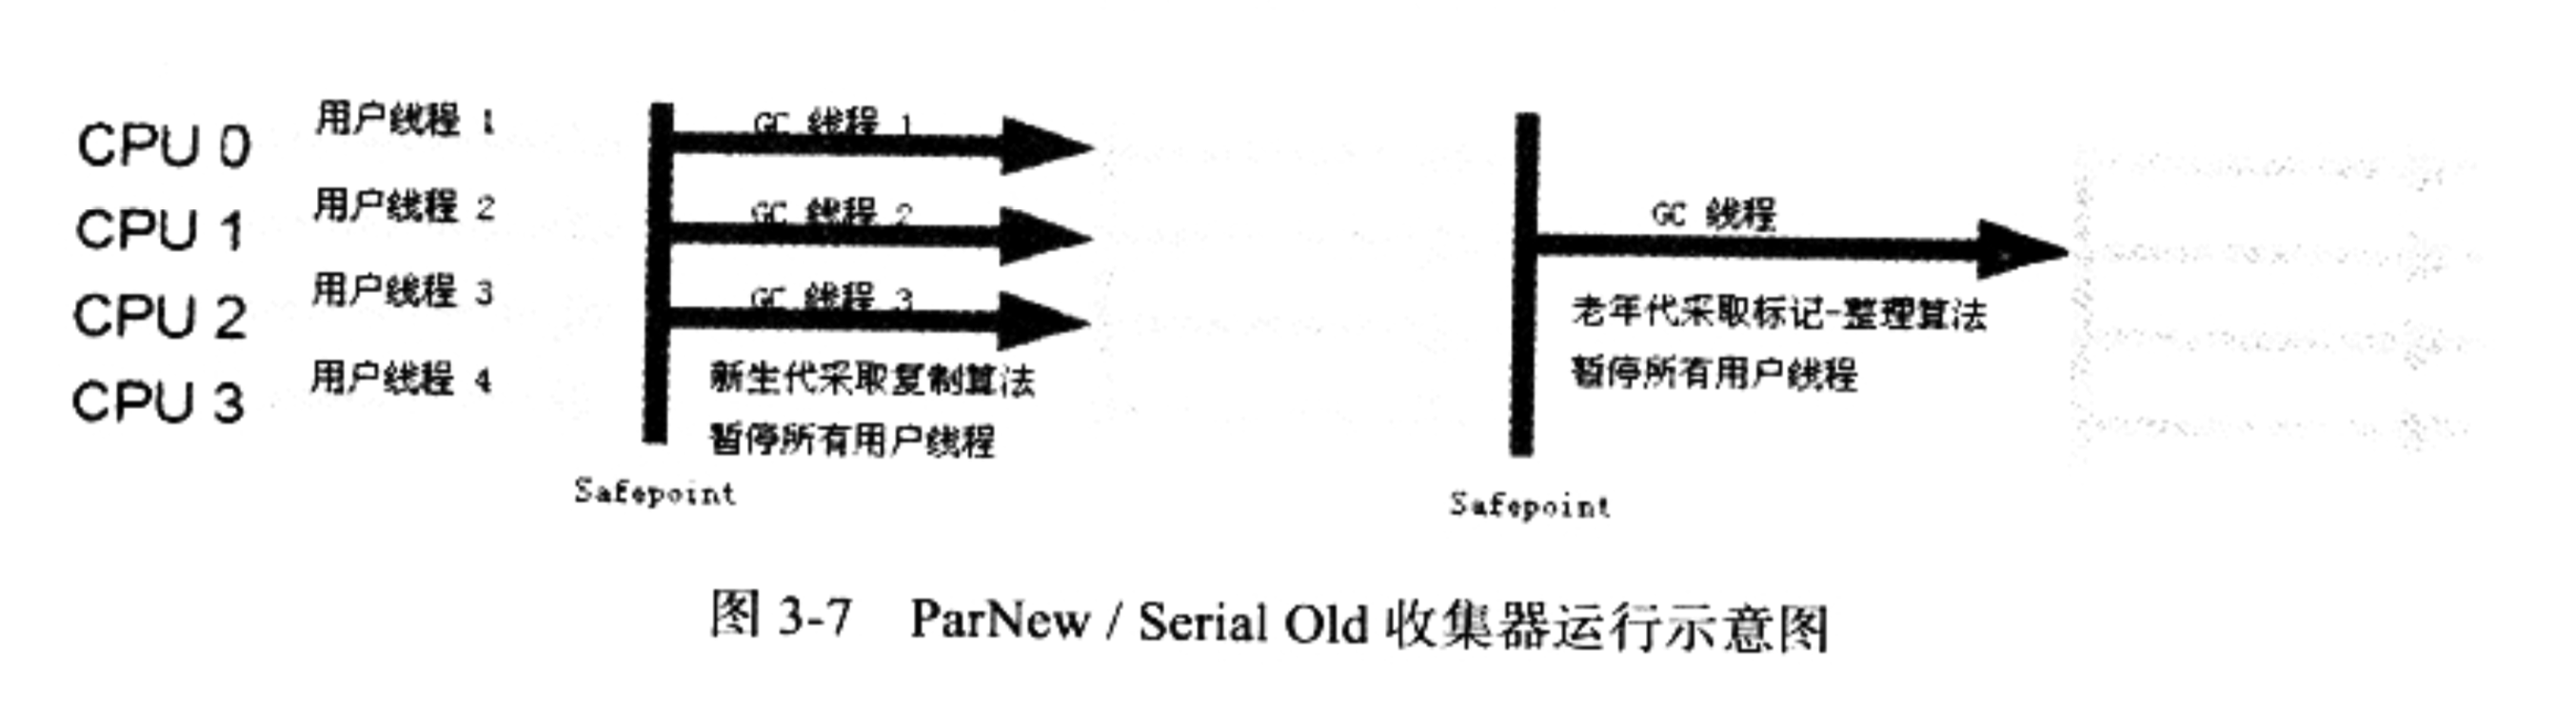 CPU 0
用户线程 1
GC 线程 1
CPU 1
用户线程 2
GC 线程 2
GC 线程
CPU 2
用户线程 3
GC 线程 3
老年代采取标记-整理算法
CPU 3
用户线程 4
新生代采取复制算法
暂停所有用户线程
暂停所有用户线程
Safepoint
Safepoint
图 3-7 ParNew / Serial Old 收集器运行示意图